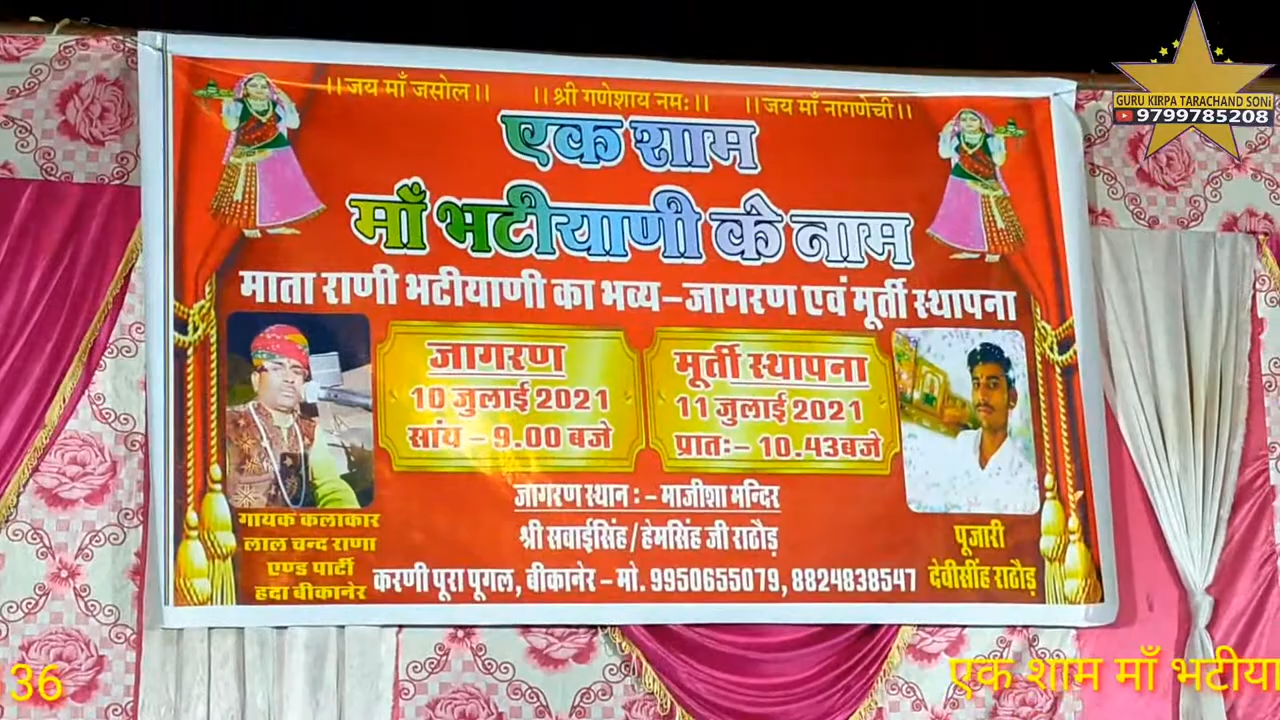 ।।जय माँ जसोल।। ।।श्री गणेशाय नमः।। ।।जय माँ नागणेची।।
एक शाम
माँ भटीयाणी के नाम
माता राणी भटीयाणी का भव्य-जागरण एवं मूर्ती स्थापना
जागरण
10 जुलाई 2021
सांय - 9.00 बजे
मूर्ती स्थापना
11 जुलाई 2021
प्रातः- 10.43बजे
जागरण स्थान : - माजीशा मन्दिर
श्री सवाईसिंह/हेमसिंह जी राठौड़
करणी पूरा पूगल, बीकानेर - मो. 9950655079, 8824838547
गायक कलाकार
लाल चन्द राणा
एण्ड पार्टी
हदा बीकानेर
पूजारी
देवीसींह राठौड़
GURU KIRPA TARACHAND SONI
9799785208
36
एक शाम माँ भटीया